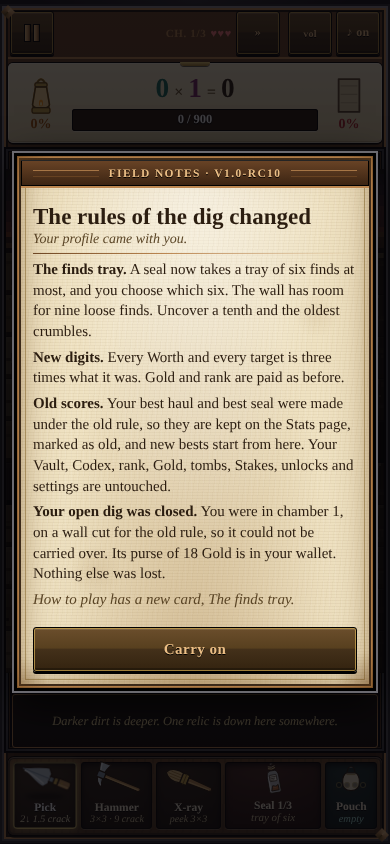 CH. 1/3 ♥♥♥
»
vol
♪ on
0 × 1 = 0
0%
0 / 900
0%
FIELD NOTES · V1.0-RC10
The rules of the dig changed
Your profile came with you.
The finds tray. A seal now takes a tray of six finds at
most, and you choose which six. The wall has room
for nine loose finds. Uncover a tenth and the oldest
crumbles.
New digits. Every Worth and every target is three
times what it was. Gold and rank are paid as before.
Old scores. Your best haul and best seal were made
under the old rule, so they are kept on the Stats page,
marked as old, and new bests start from here. Your
Vault, Codex, rank, Gold, tombs, Stakes, unlocks and
settings are untouched.
Your open dig was closed. You were in chamber 1,
on a wall cut for the old rule, so it could not be
carried over. Its purse of 18 Gold is in your wallet.
Nothing else was lost.
How to play has a new card, The finds tray.
Carry on
Darker dirt is deeper. One relic is down here somewhere.
Pick
2↓ 1.5 crack
Hammer
3×3 · 9 crack
X-ray
peek 3×3
Seal 1/3
tray of six
Pouch
empty